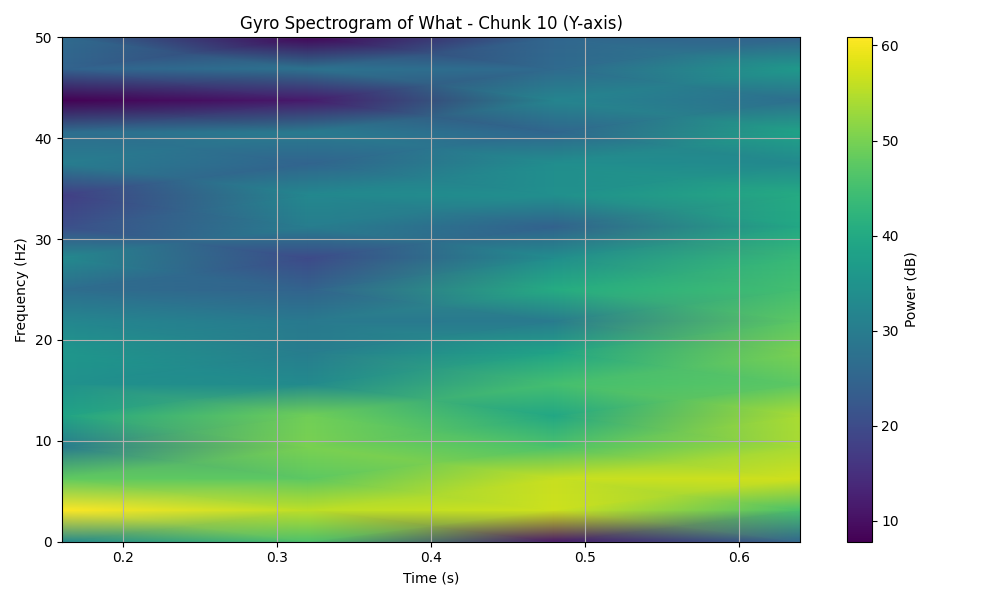 Gyro Spectrogram of What - Chunk 10 (Y-axis)
50
40
30
20
10
0
Frequency (Hz)
0.2 0.3 0.4 0.5 0.6
Time (s)
60
50
40
30
20
10
Power (dB)